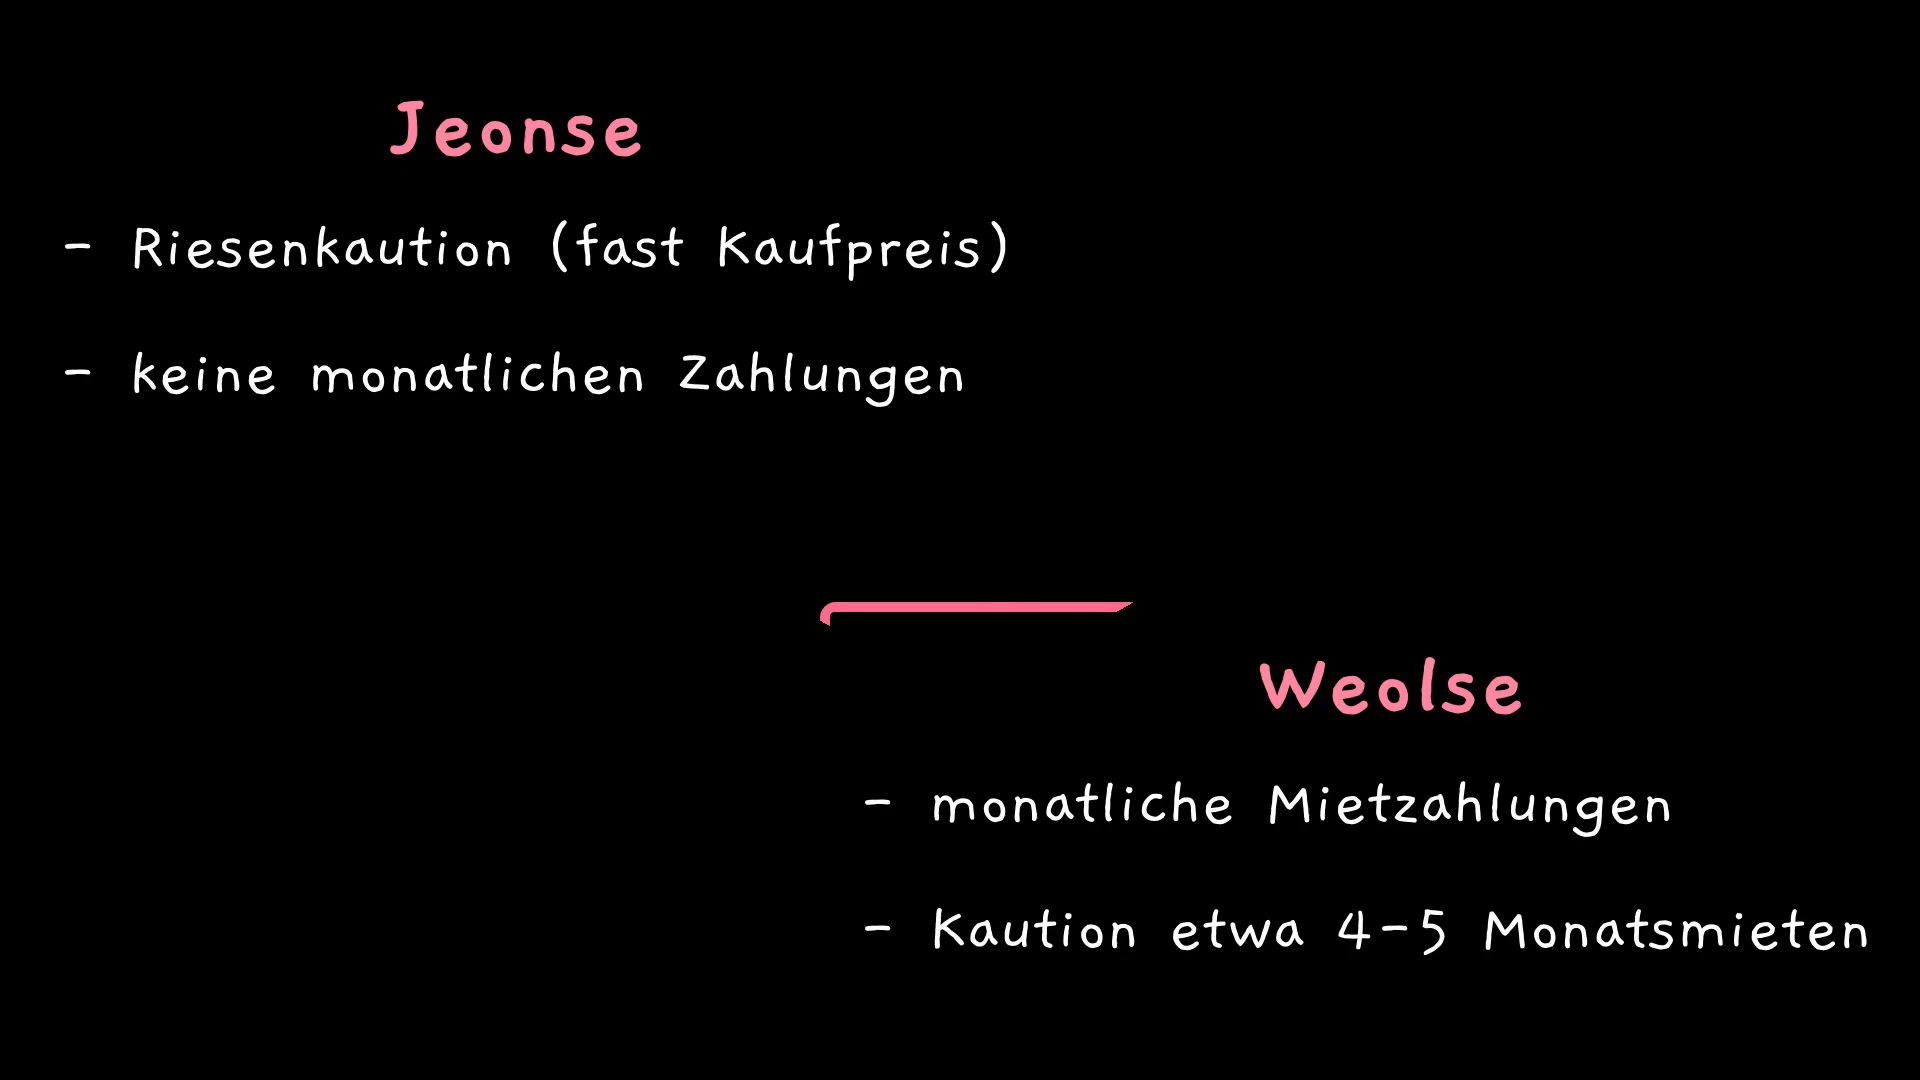 Jeonse
- Riesenkaution (fast Kaufpreis)
- keine monatlichen Zahlungen
Weolse
- monatliche Mietzahlungen
- Kaution etwa 4-5 Monatsmieten